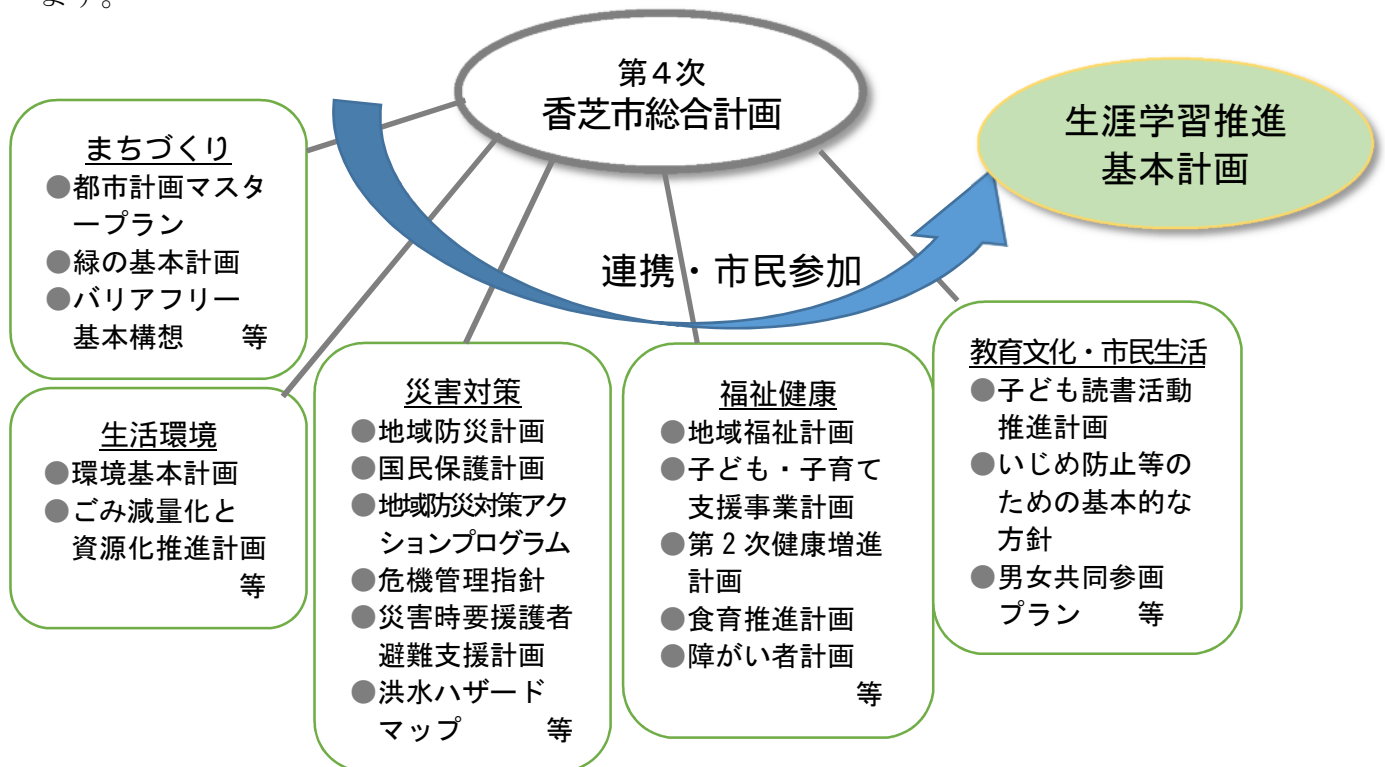 ます。
第４次
香芝市総合計画
生涯学習推進
基本計画
連携・市民参加
まちづくり
●都市計画マスタ
ープラン
●緑の基本計画
●バリアフリー
基本構想　　等
生活環境
●環境基本計画
●ごみ減量化と
資源化推進計画
等
災害対策
●地域防災計画
●国民保護計画
●地域防災対策アク
ションプログラム
●危機管理指針
●災害時要援護者
避難支援計画
●洪水ハザード
マップ　　　等
福祉健康
●地域福祉計画
●子ども・子育て
支援事業計画
●第２次健康増進
計画
●食育推進計画
●障がい者計画
等
教育文化・市民生活
●子ども読書活動
推進計画
●いじめ防止等の
ための基本的な
方針
●男女共同参画
プラン　　等